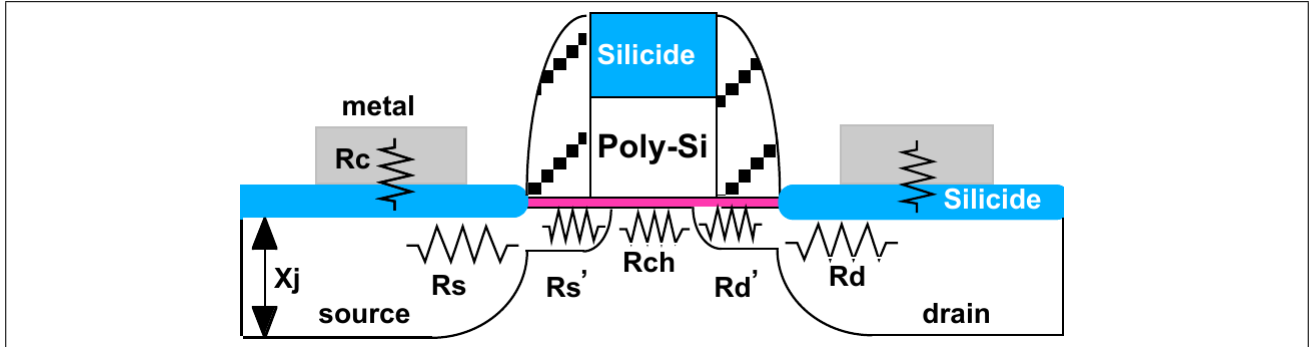 Silicide
metal
Poly-Si
Rc
Silicide
Xj
Rs
Rs’
Rch
Rd’
Rd
source
drain